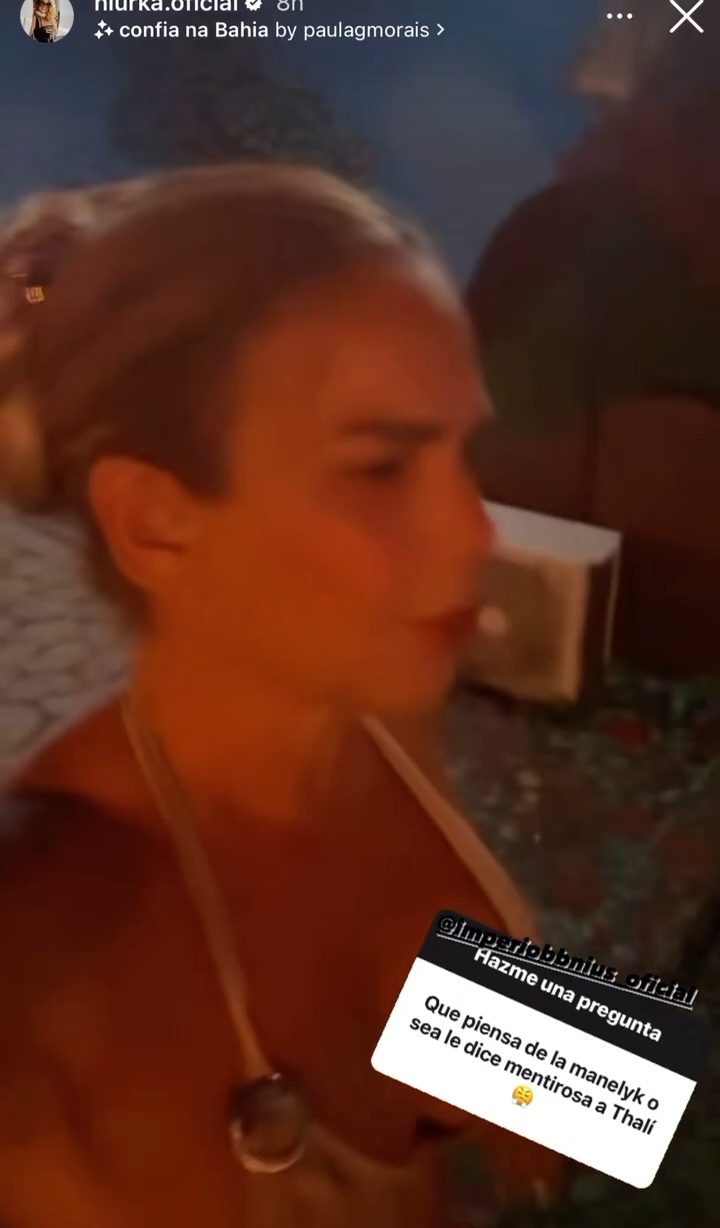 niurka.oficial 8h
confia na Bahia by paulagmorais >
@imperiobbnius_oficial
Hazme una pregunta
Que piensa de la manelyk o
sea le dice mentirosa a Thalí
😤